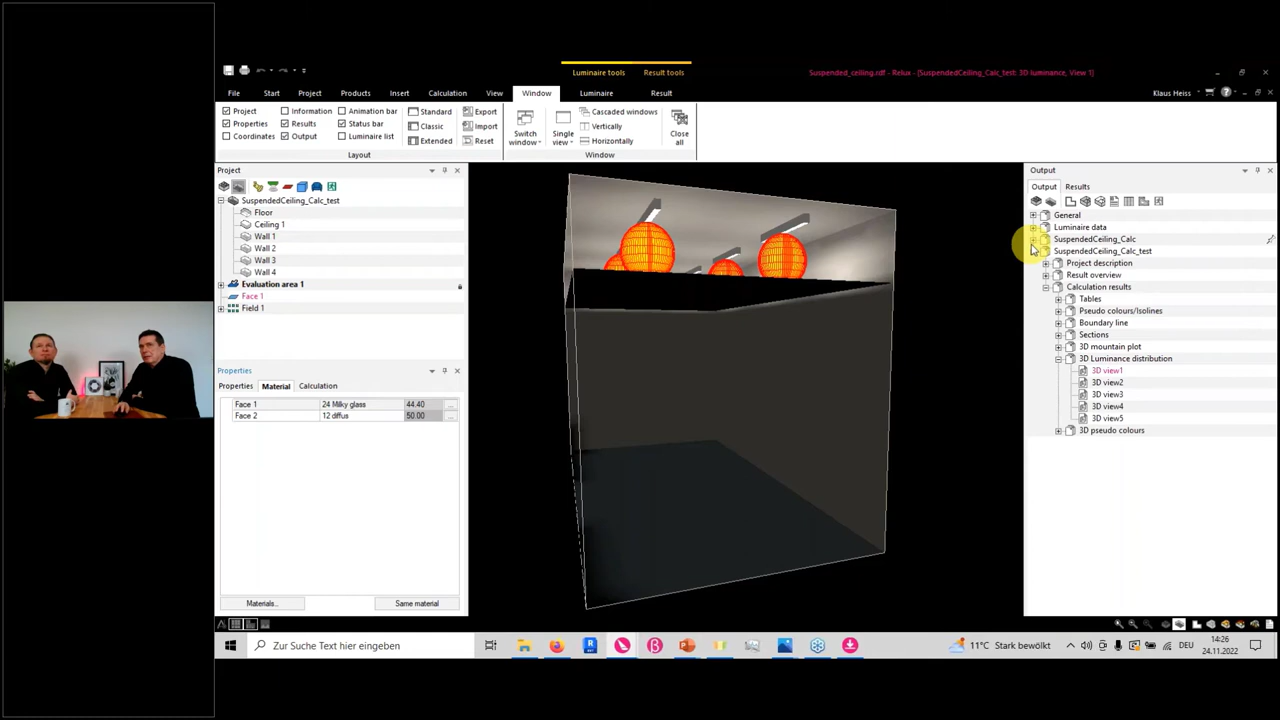 Luminaire tools
Result tools
Suspended_ceiling.rdf - Relux - [SuspendedCeiling_Calc_test: 3D luminance, View 1]
File
Start
Project
Products
Insert
Calculation
View
Window
Luminaire
Result
Klaus Heiss
Project
Information
Animation bar
Standard
Export
Properties
Results
Status bar
Classic
Import
Coordinates
Output
Luminaire list
Extended
Reset
Layout
Switch window
Single view
Cascaded windows
Vertically
Horizontally
Close all
Window
Project
SuspendedCeiling_Calc_test
Floor
Ceiling 1
Wall 1
Wall 2
Wall 3
Wall 4
Evaluation area 1
Face 1
Field 1
Properties
Properties
Material
Calculation
Face 1 24 Milky glass 44.40 ...
Face 2 12 diffus 50.00 ...
Materials..
Same material
Output
Output
Results
General
Luminaire data
SuspendedCeiling_Calc
SuspendedCeiling_Calc_test
Project description
Result overview
Calculation results
Tables
Pseudo colours/Isolines
Boundary line
Sections
3D mountain plot
3D Luminance distribution
3D view1
3D view2
3D view3
3D view4
3D view5
3D pseudo colours
Zur Suche Text hier eingeben
11°C Stark bewölkt
DEU
14:26
24.11.2022